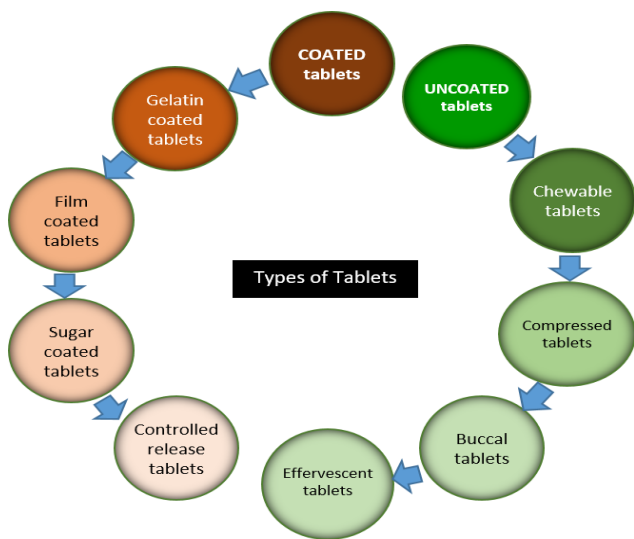 COATED
tablets
Gelatin
coated
tablets
Film
coated
tablets
Sugar
coated
tablets
Controlled
release
tablets
UNCOATED
tablets
Chewable
tablets
Compressed
tablets
Buccal
tablets
Effervescent
tablets
Types of Tablets